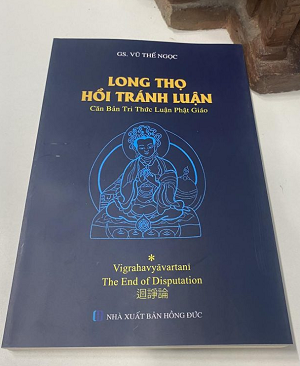 GS. VŨ THẾ NGỌC
LONG THỌ
HỒI TRÁNH LUẬN
Căn Bản Tri Thức Luận Phật Giáo
*
Vigrahavyāvartanī
The End of Disputation
迴諍論
NHÀ XUẤT BẢN HỒNG ĐỨC